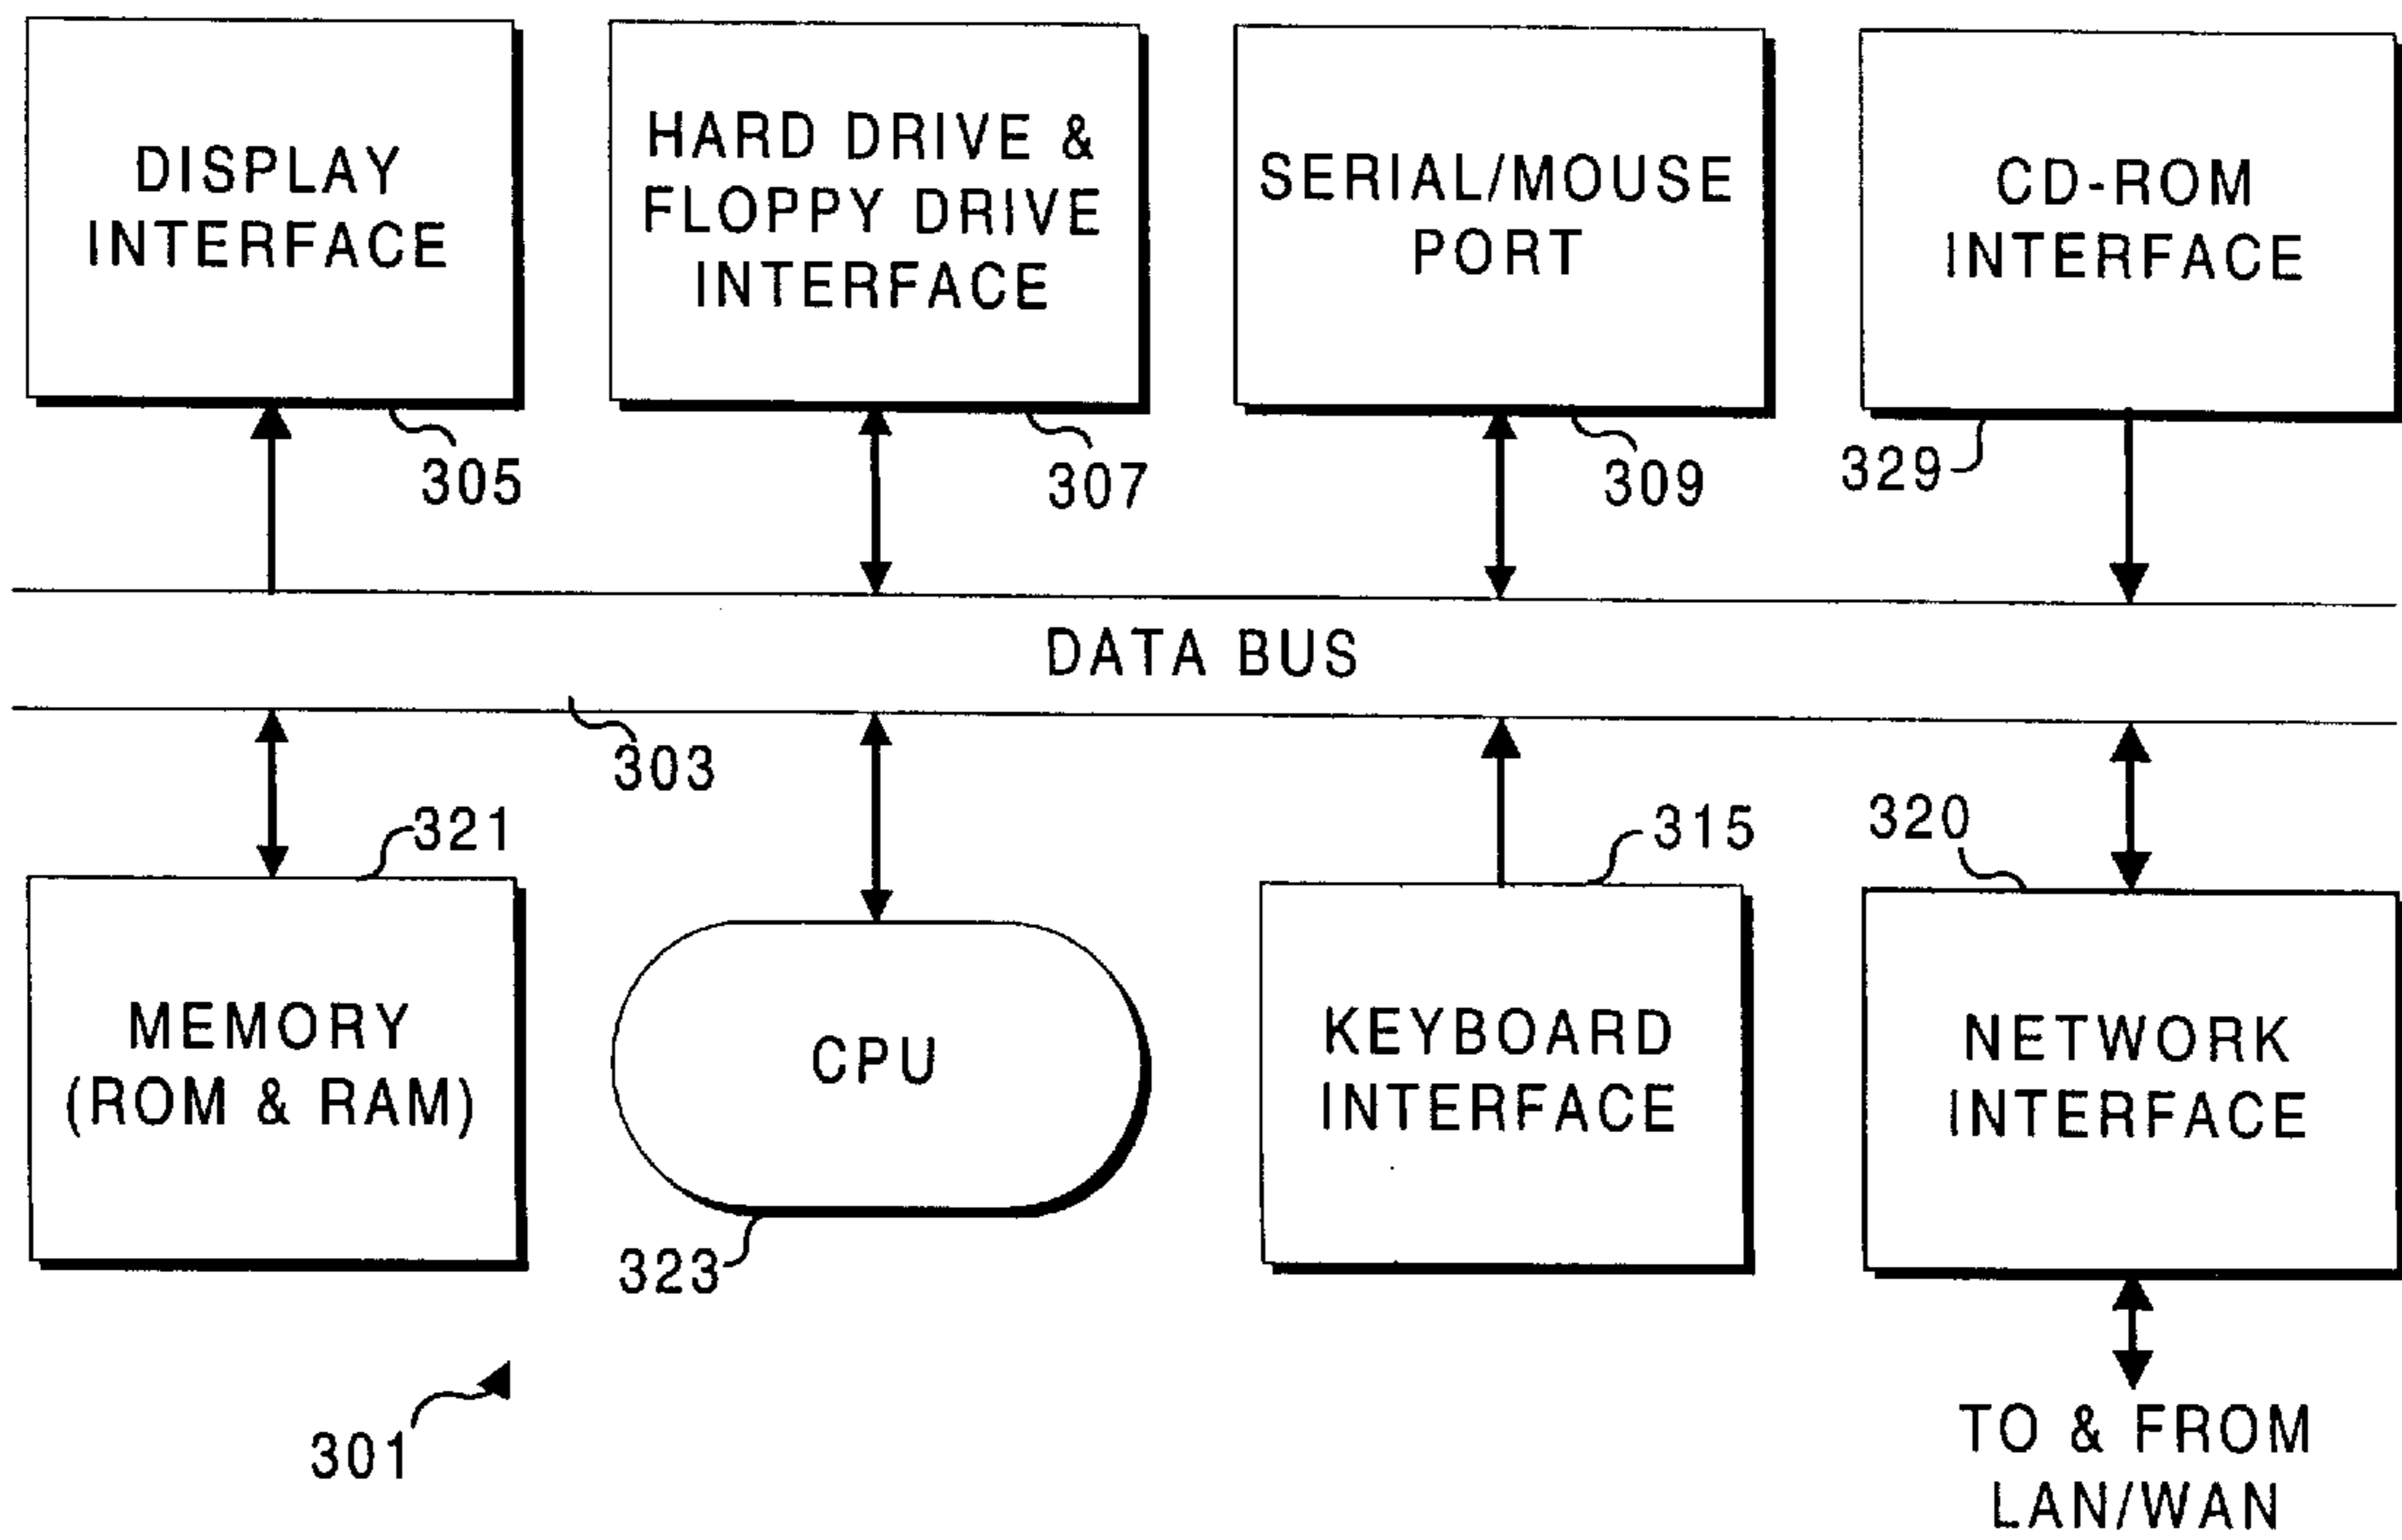 DISPLAY
INTERFACE
305
HARD DRIVE &
FLOPPY DRIVE
INTERFACE
307
SERIAL/MOUSE
PORT
309
CD-ROM
INTERFACE
329
DATA BUS
303
321
MEMORY
(ROM & RAM)
CPU
323
315
KEYBOARD
INTERFACE
320
NETWORK
INTERFACE
301
TO & FROM
LAN/WAN